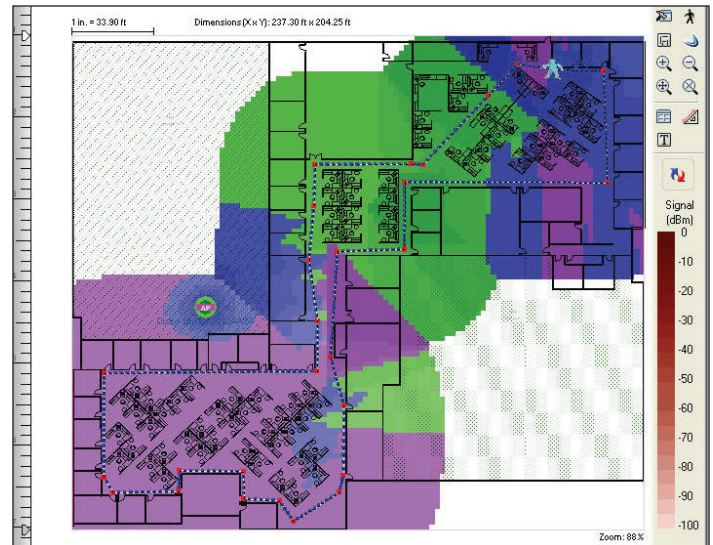 1 in. = 33.90 ft
Dimensions (X x Y): 237.30 ft x 204.25 ft
AP
T
Signal
(dBm)
0
-10
-20
-30
-40
50
-60
-70
-80
-90
-100
Zoom: 88%